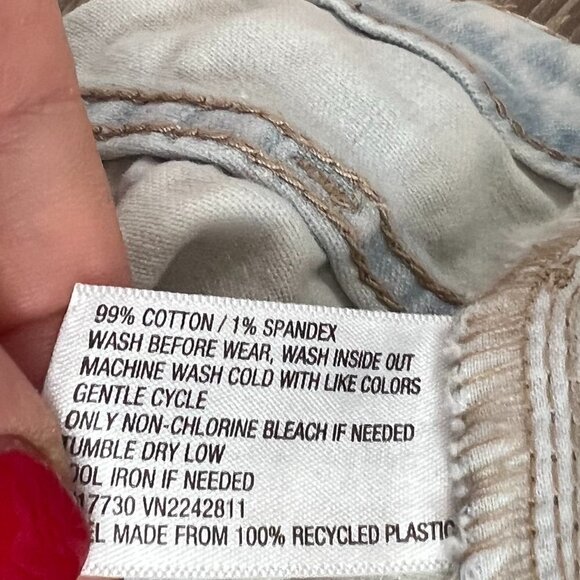 99% COTTON / 1% SPANDEX
WASH BEFORE WEAR, WASH INSIDE OUT
MACHINE WASH COLD WITH LIKE COLORS
GENTLE CYCLE
ONLY NON-CHLORINE BLEACH IF NEEDED
TUMBLE DRY LOW
OOL IRON IF NEEDED
17730 VN2242811
EL MADE FROM 100% RECYCLED PLASTIC